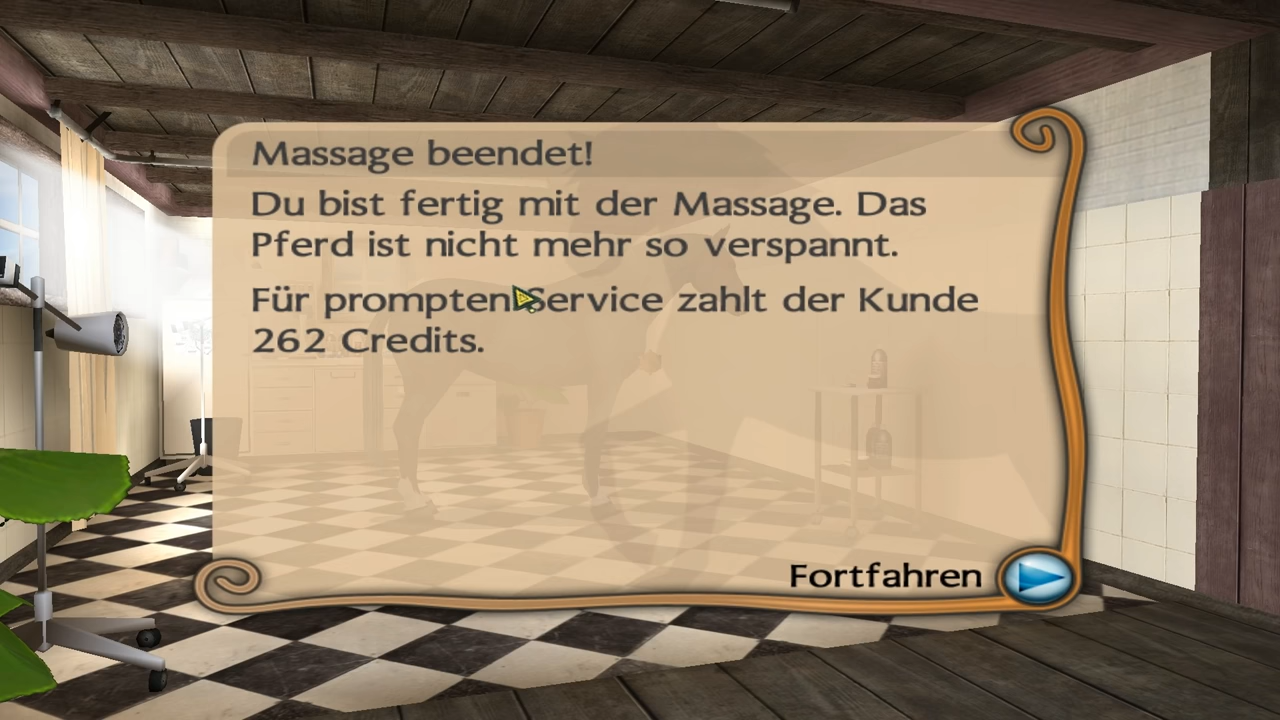 Massage beendet!
Du bist fertig mit der Massage. Das
Pferd ist nicht mehr so verspannt.
Für prompten Service zahlt der Kunde
262 Credits.
Fortfahren